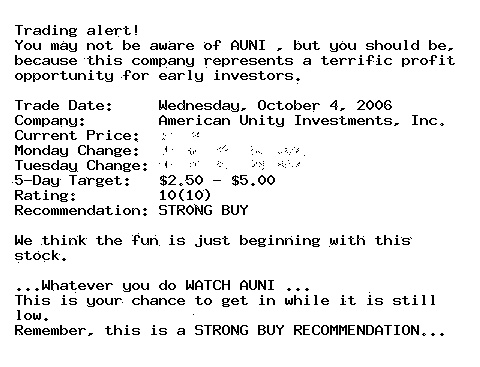 Trading alert!
You may not be aware of AUNI , but you should be,
because this company represents a terrific profit
opportunity for early investors.
Trade Date: Wednesday, October 4, 2006
Company: American Unity Investments, Inc.
Current Price:
Monday Change:
Tuesday Change:
5-Day Target: $2.50 - $5.00
Rating: 10(10)
Recommendation: STRONG BUY
We think the fun is just beginning with this
stock.
...Whatever you do WATCH AUNI ...
This is your chance to get in while it is still
low.
Remember, this is a STRONG BUY RECOMMENDATION...